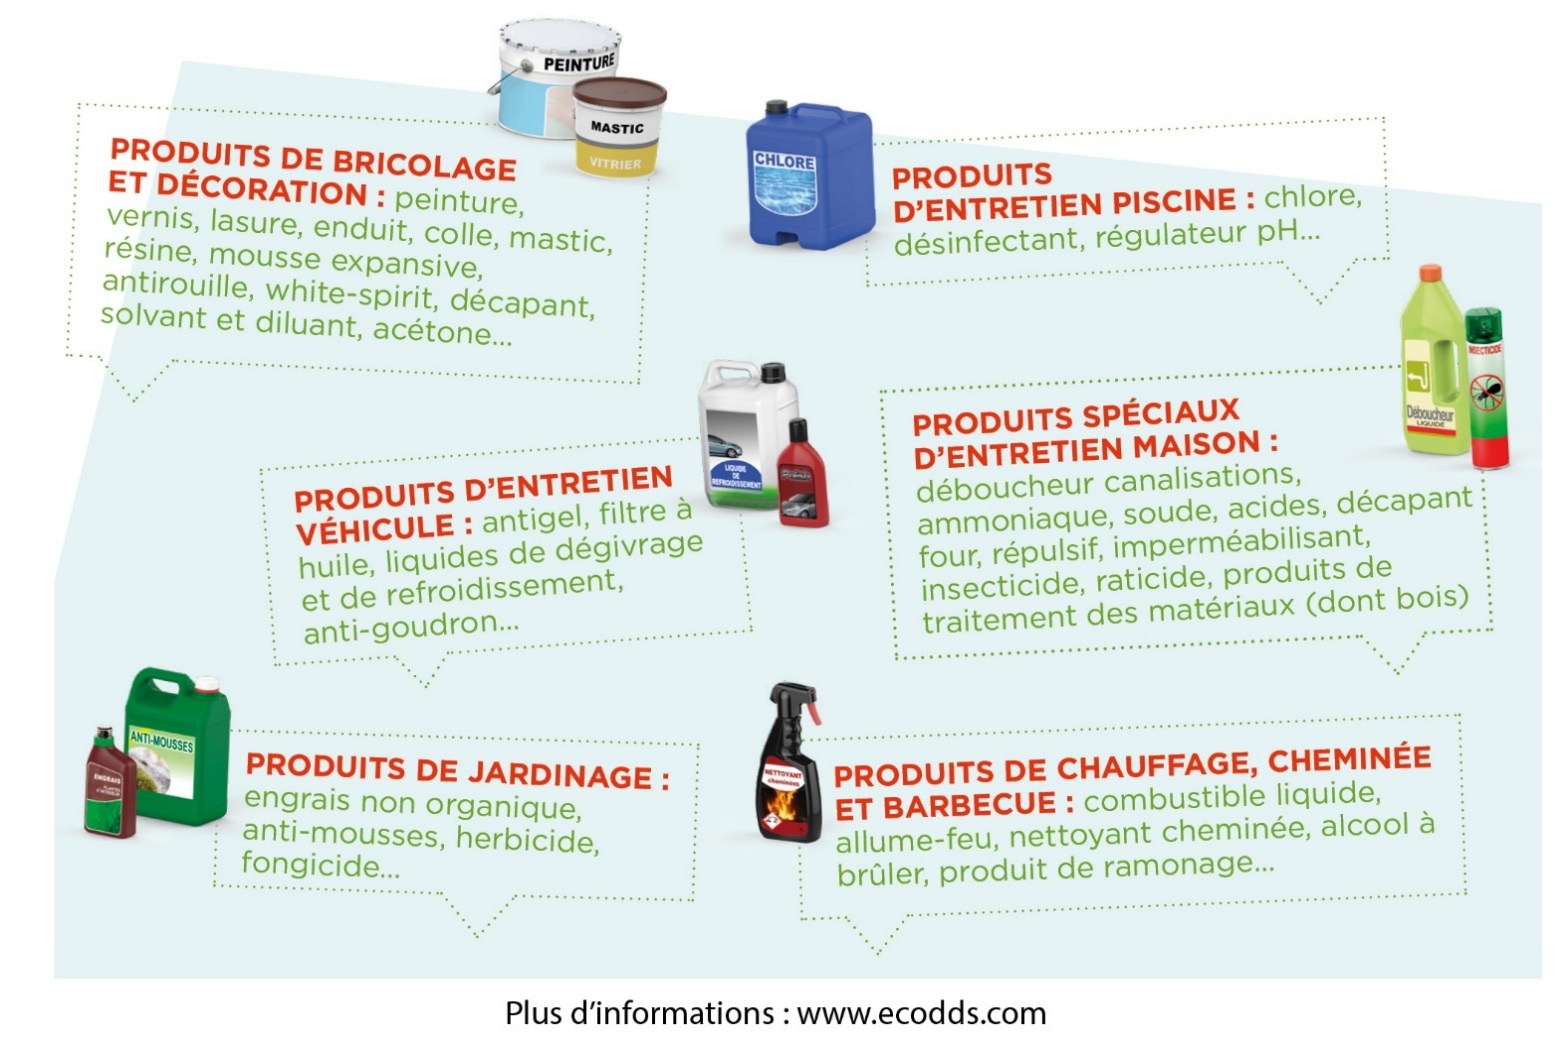 PEINTURE
MASTIC
VITRIER
PRODUITS DE BRICOLAGE
ET DÉCORATION : peinture,
vernis, lasure, enduit, colle, mastic,
résine, mousse expansive,
antirouille, white-spirit, décapant,
solvant et diluant, acétone...
CHLORE
PRODUITS
D'ENTRETIEN PISCINE : chlore,
désinfectant, régulateur pH...
LIQUIDE
DE
REFROIDISSEMENT
PRODUITS D'ENTRETIEN
VÉHICULE : antigel, filtre à
huile, liquides de dégivrage
et de refroidissement,
anti-goudron...
Déboucheur
LIQUIDE
INSECTICIDE
PRODUITS SPÉCIAUX
D'ENTRETIEN MAISON :
déboucheur canalisations,
ammoniaque, soude, acides, décapant
four, répulsif, imperméabilisant,
insecticide, raticide, produits de
traitement des matériaux (dont bois)
ANTI-MOUSSES
ENGRAIS
PLANTES
D'INTÉRIEUR
PRODUITS DE JARDINAGE :
engrais non organique,
anti-mousses, herbicide,
fongicide...
NETTOYANT
cheminées
PRODUITS DE CHAUFFAGE, CHEMINÉE
ET BARBECUE : combustible liquide,
allume-feu, nettoyant cheminée, alcool à
brûler, produit de ramonage...
Plus d'informations : www.ecodds.com